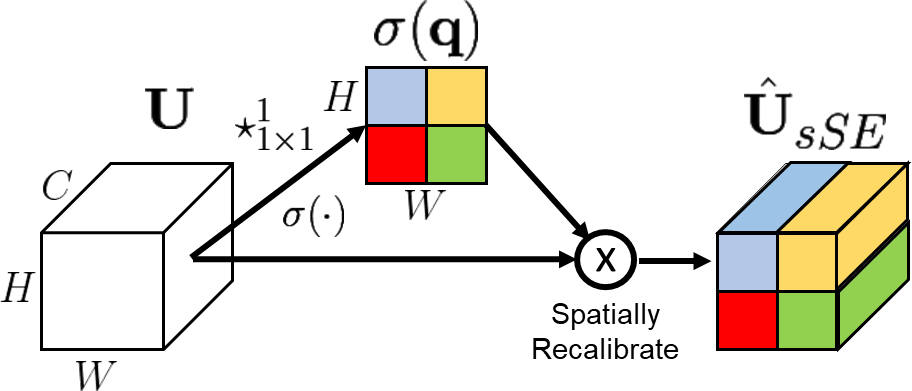 U
C
H
W
⋆¹₁ₓ₁
σ(·)
σ(q)
H
W
X
Spatially
Recalibrate
Û_sSE